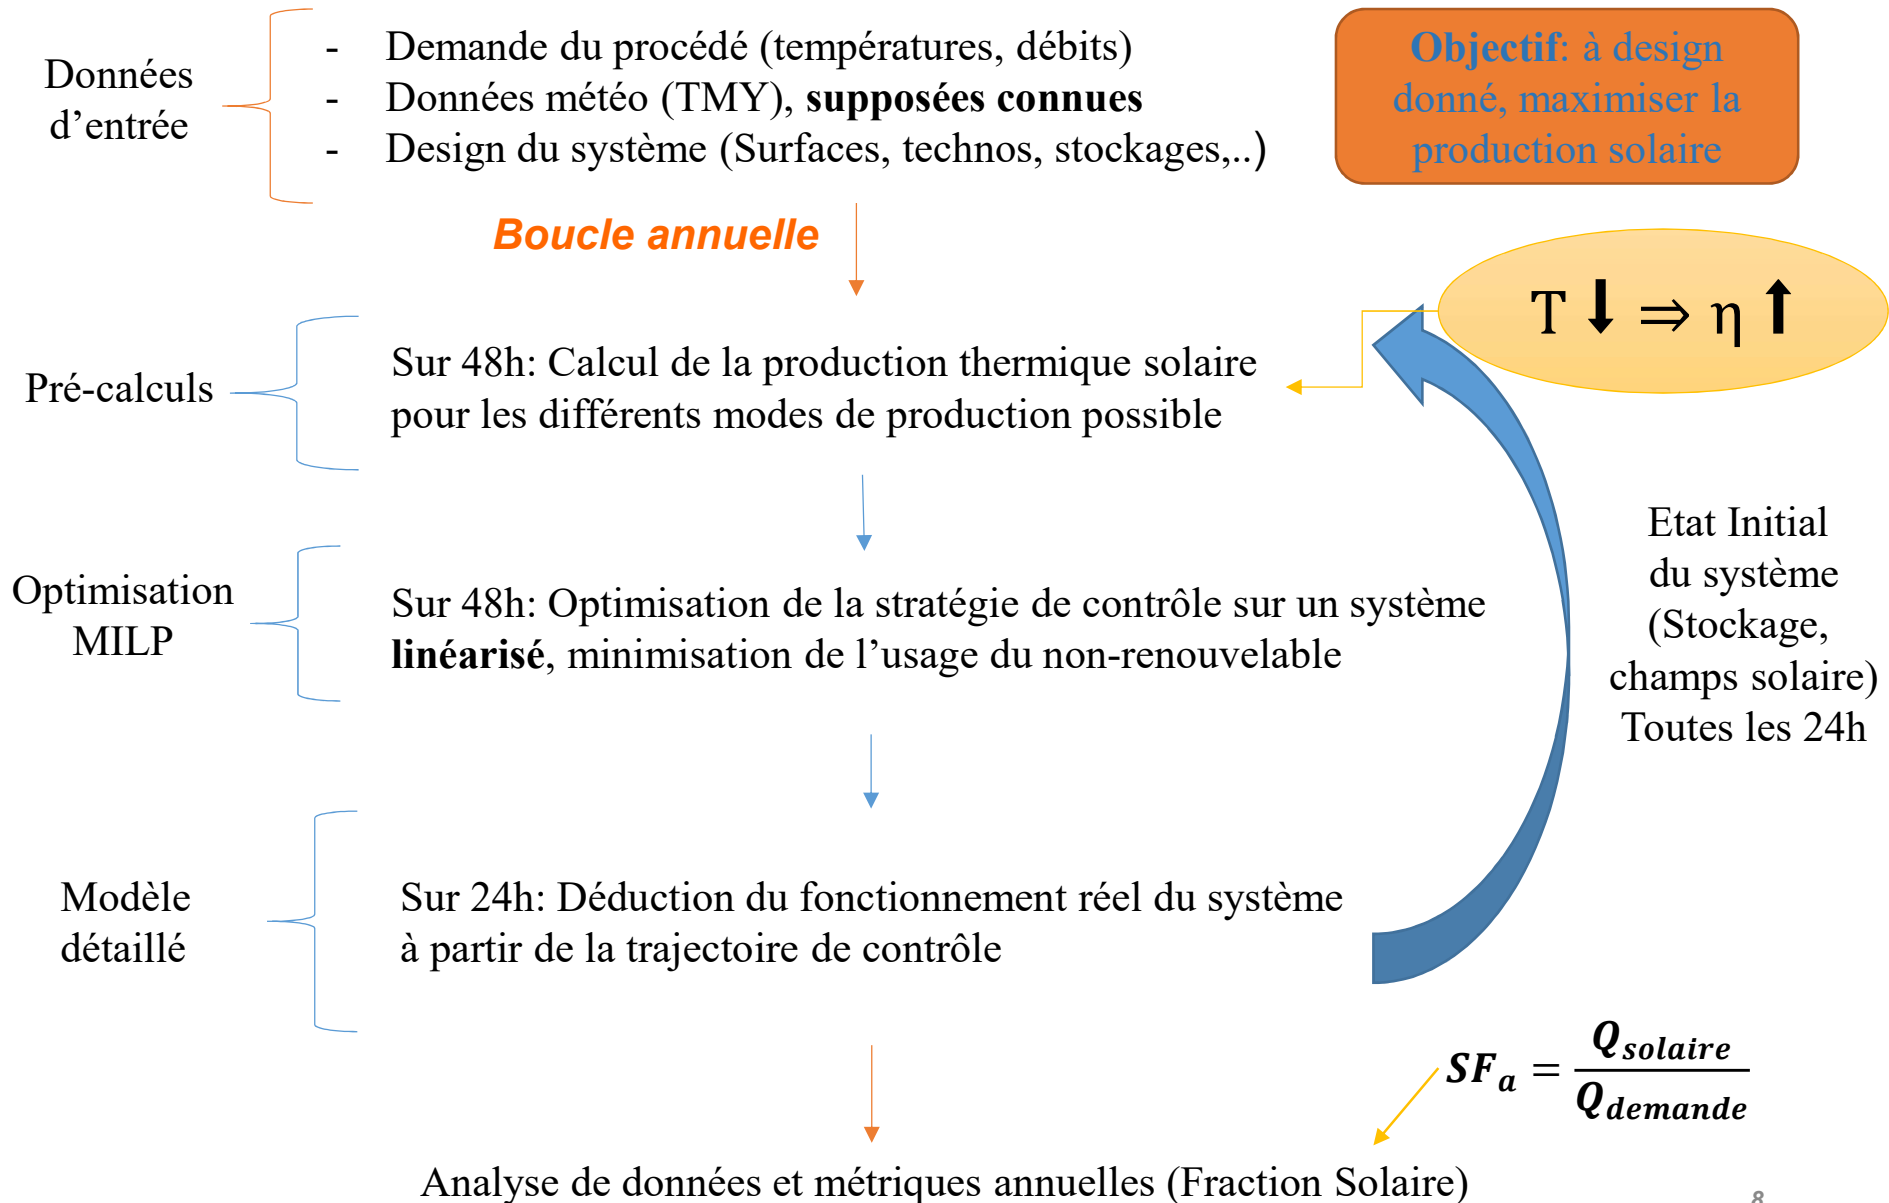 Données
d’entrée
- Demande du procédé (températures, débits)
- Données météo (TMY), supposées connues
- Design du système (Surfaces, technos, stockages,..)
Objectif: à design
donné, maximiser la
production solaire
Boucle annuelle
T ⬇ ⇒ η ⬆
Pré-calculs
Sur 48h: Calcul de la production thermique solaire
pour les différents modes de production possible
Optimisation
MILP
Sur 48h: Optimisation de la stratégie de contrôle sur un système
linéarisé, minimisation de l’usage du non-renouvelable
Etat Initial
du système
(Stockage,
champs solaire)
Toutes les 24h
Modèle
détaillé
Sur 24h: Déduction du fonctionnement réel du système
à partir de la trajectoire de contrôle
SF_a = Q_solaire / Q_demande
Analyse de données et métriques annuelles (Fraction Solaire)
8